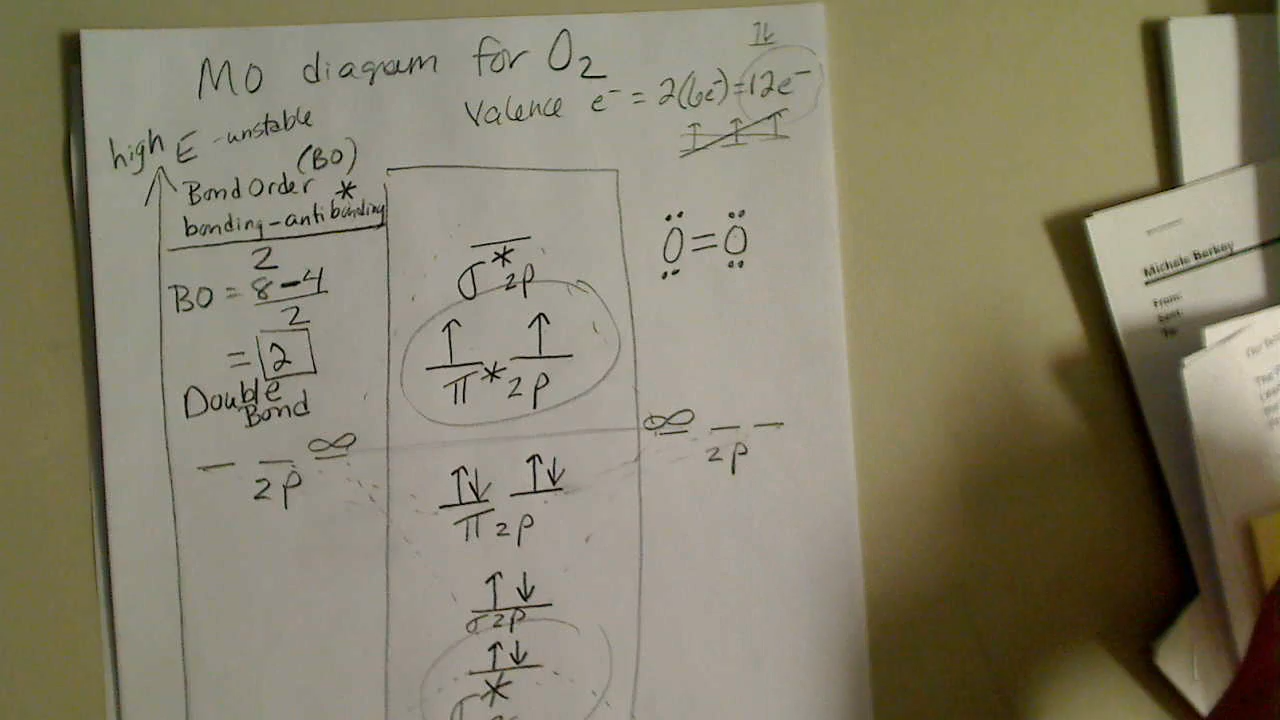 MO diagram for O2
Valence e- = 2(6e-)=12e-
high E - unstable
(BO)
Bond Order *
bonding - antibonding
2
BO = 8-4
2
= 2
Double
Bond
σ*2p
π*2p
:Ö=Ö:
2p
2p
π2p
σ2p
σ*
Michele Berkey
From:
Sent:
To: